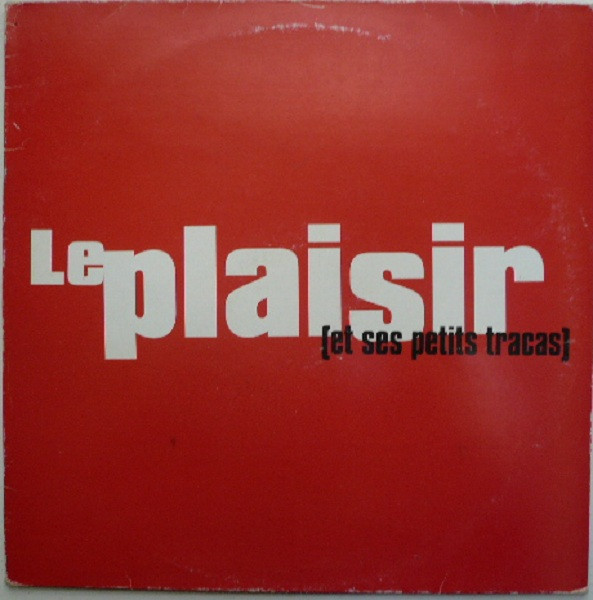 Le plaisir
(et ses petits tracas)